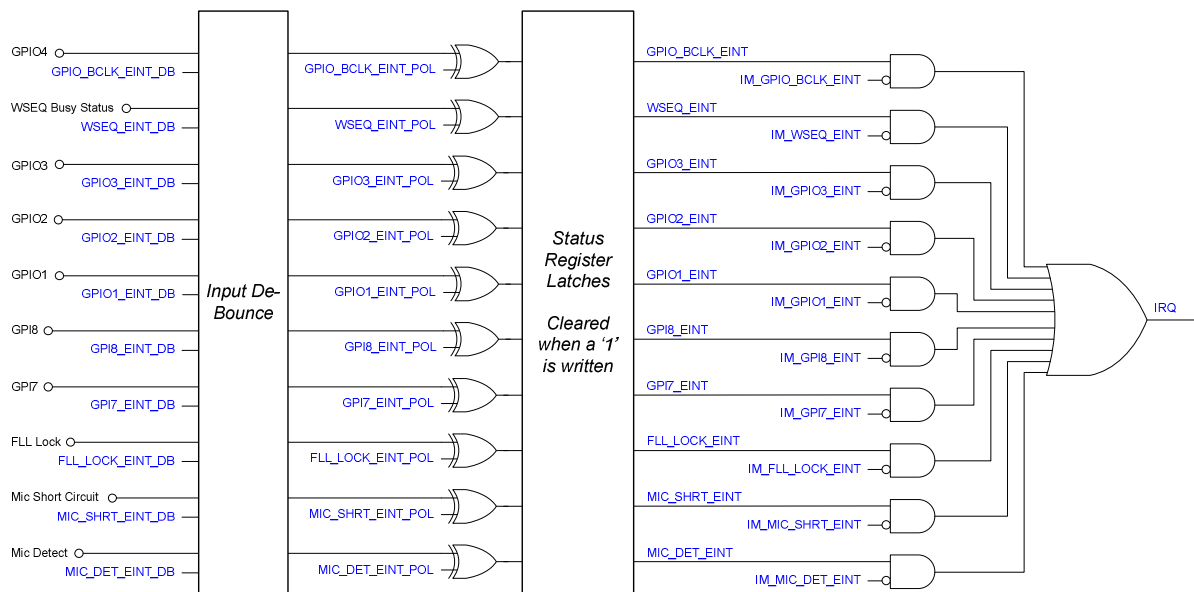 GPIO4
GPIO_BCLK_EINT_DB
GPIO_BCLK_EINT_POL
GPIO_BCLK_EINT
IM_GPIO_BCLK_EINT
WSEQ Busy Status
WSEQ_EINT_DB
WSEQ_EINT_POL
WSEQ_EINT
IM_WSEQ_EINT
GPIO3
GPIO3_EINT_DB
GPIO3_EINT_POL
GPIO3_EINT
IM_GPIO3_EINT
GPIO2
GPIO2_EINT_DB
GPIO2_EINT_POL
GPIO2_EINT
IM_GPIO2_EINT
GPIO1
GPIO1_EINT_DB
GPIO1_EINT_POL
GPIO1_EINT
IM_GPIO1_EINT
Input De-
Bounce
Status
Register
Latches
Cleared
when a ‘1’
is written
IRQ
GPI8
GPI8_EINT_DB
GPI8_EINT_POL
GPI8_EINT
IM_GPI8_EINT
GPI7
GPI7_EINT_DB
GPI7_EINT_POL
GPI7_EINT
IM_GPI7_EINT
FLL Lock
FLL_LOCK_EINT_DB
FLL_LOCK_EINT_POL
FLL_LOCK_EINT
IM_FLL_LOCK_EINT
Mic Short Circuit
MIC_SHRT_EINT_DB
MIC_SHRT_EINT_POL
MIC_SHRT_EINT
IM_MIC_SHRT_EINT
Mic Detect
MIC_DET_EINT_DB
MIC_DET_EINT_POL
MIC_DET_EINT
IM_MIC_DET_EINT